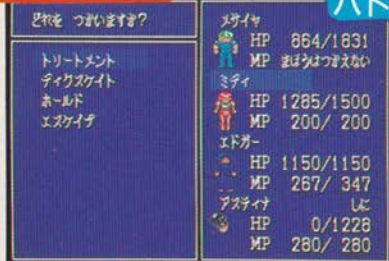 バト
どれを つかいますか?
トリートメント
ディクスケイト
ホールド
エスケイプ
メサイヤ
HP 864/1831
MP まほうはつかえない
ミディ
HP 1285/1500
MP 200/ 200
エドガー
HP 1150/1150
MP 267/ 347
アスティナ しに
HP 0/1228
MP 280/ 280